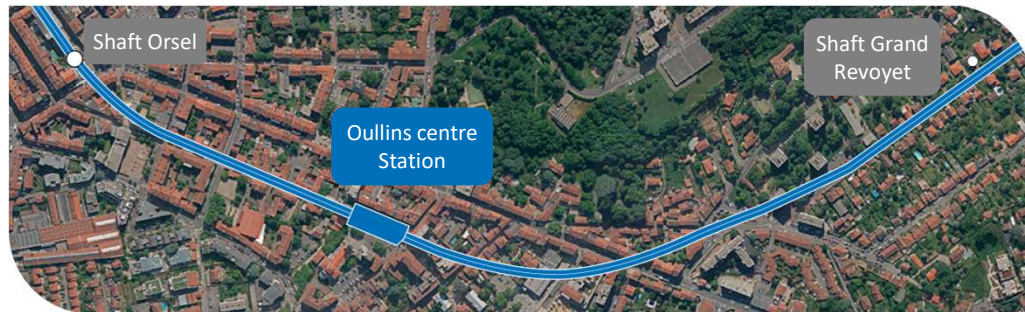 Shaft Orsel
Oullins centre
Station
Shaft Grand
Revoyet